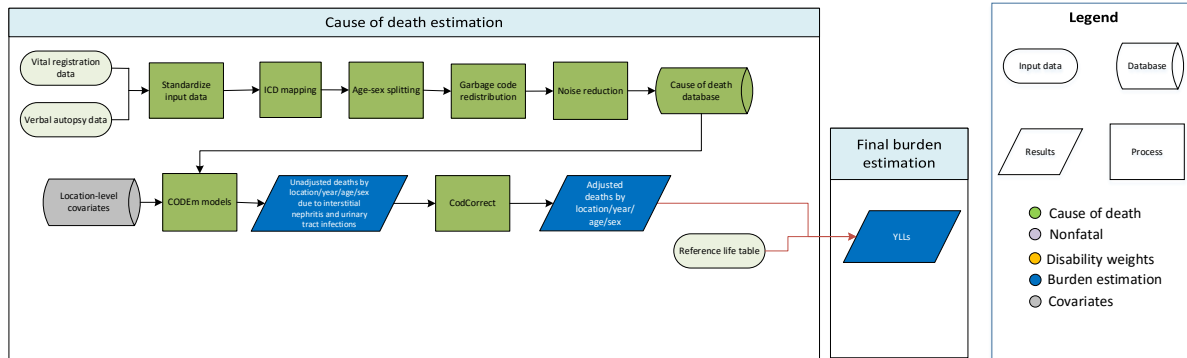 Cause of death estimation
Vital registration
data
Verbal autopsy data
Standardize
input data
ICD mapping
Age-sex splitting
Garbage code
redistribution
Noise reduction
Cause of death
database
Location-level
covariates
CODEm models
Unadjusted deaths by
location/year/age/sex
due to interstitial
nephritis and urinary
tract infections
CodCorrect
Adjusted
deaths by
location/year/
age/sex
Reference life table
Final burden
estimation
YLLs
Legend
Input data
Database
Results
Process
Cause of death
Nonfatal
Disability weights
Burden estimation
Covariates